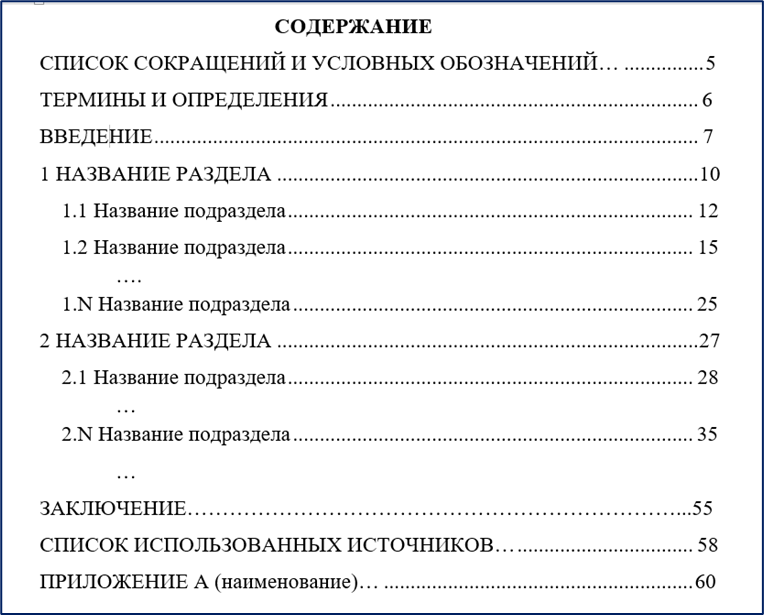 СОДЕРЖАНИЕ
СПИСОК СОКРАЩЕНИЙ И УСЛОВНЫХ ОБОЗНАЧЕНИЙ… ................5
ТЕРМИНЫ И ОПРЕДЕЛЕНИЯ.................................................................... 6
ВВЕДЕНИЕ.................................................................................................... 7
1 НАЗВАНИЕ РАЗДЕЛА ..............................................................................10
1.1 Название подраздела........................................................................... 12
1.2 Название подраздела........................................................................... 15
….
1.N Название подраздела.......................................................................... 25
2 НАЗВАНИЕ РАЗДЕЛА ..............................................................................27
2.1 Название подраздела........................................................................... 28
…
2.N Название подраздела.......................................................................... 35
…
ЗАКЛЮЧЕНИЕ……………………………………………………………...55
СПИСОК ИСПОЛЬЗОВАННЫХ ИСТОЧНИКОВ…................................. 58
ПРИЛОЖЕНИЕ А (наименование)… .........................................................60